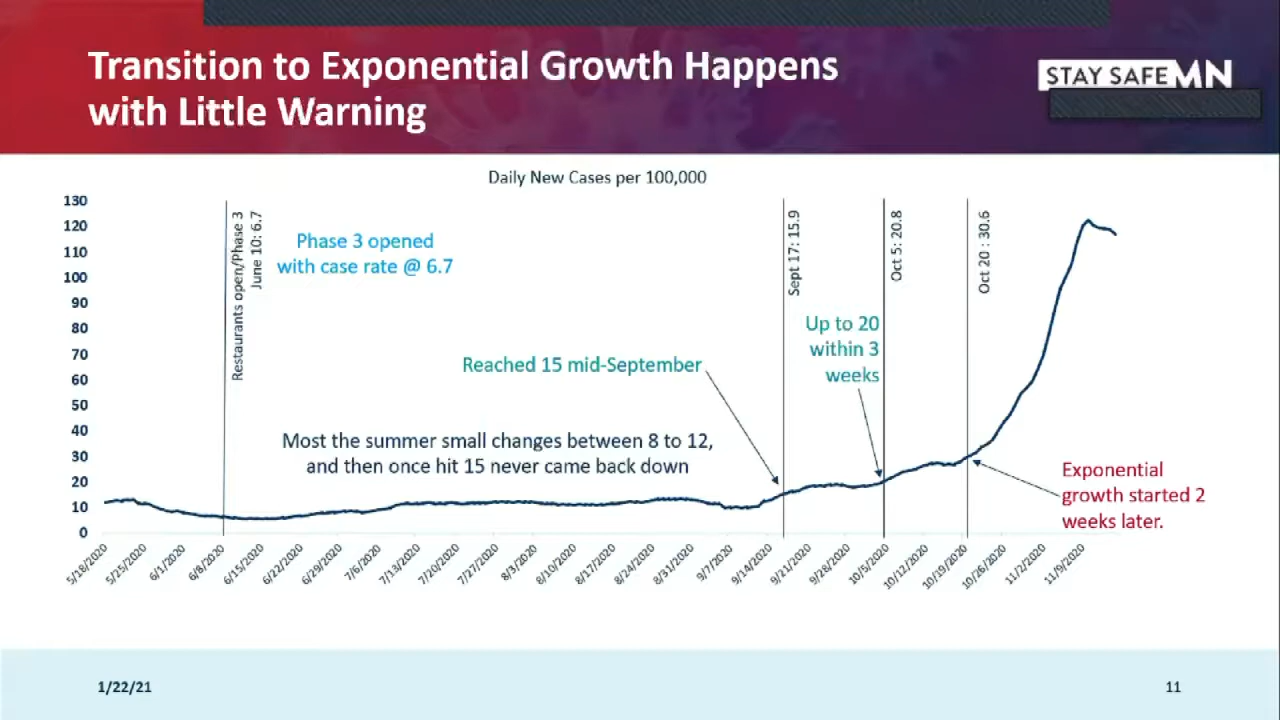 Transition to Exponential Growth Happens
with Little Warning
STAY SAFE MN
Daily New Cases per 100,000
130
120
110
100
90
80
70
60
50
40
30
20
10
0
Restaurants open/Phase 3
June 10: 6.7
Phase 3 opened
with case rate @ 6.7
Sept 17: 15.9
Oct 5: 20.8
Oct 20 : 30.6
Reached 15 mid-September
Up to 20
within 3
weeks
Most the summer small changes between 8 to 12,
and then once hit 15 never came back down
Exponential
growth started 2
weeks later.
5/18/2020
5/25/2020
6/1/2020
6/8/2020
6/15/2020
6/22/2020
6/29/2020
7/6/2020
7/13/2020
7/20/2020
7/27/2020
8/3/2020
8/10/2020
8/17/2020
8/24/2020
8/31/2020
9/7/2020
9/14/2020
9/21/2020
9/28/2020
10/5/2020
10/12/2020
10/19/2020
10/26/2020
11/2/2020
11/9/2020
1/22/21
11